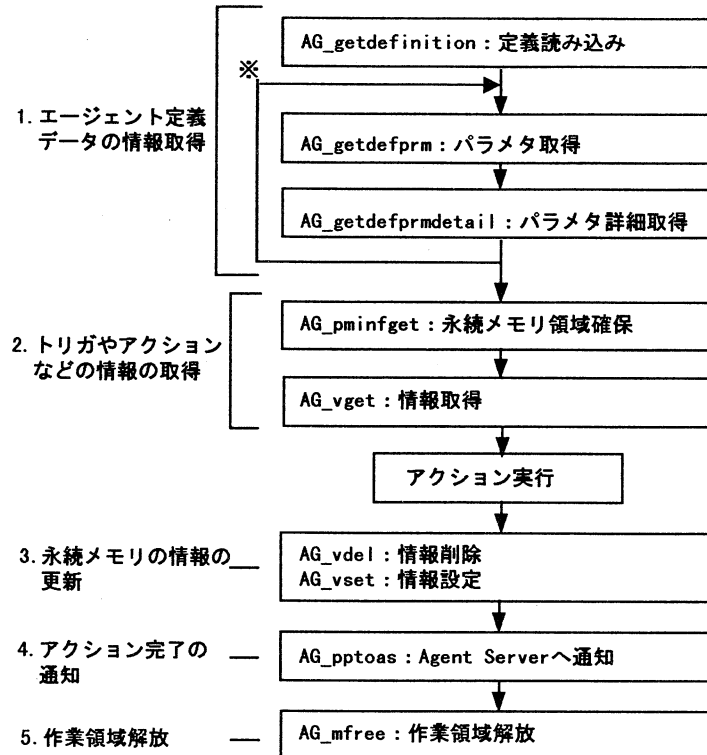 AG_getdefinition：定義読み込み
※
1. エージェント定義
データの情報取得
AG_getdefprm：パラメタ取得
AG_getdefprmdetail：パラメタ詳細取得
2. トリガやアクション
などの情報の取得
AG_pminfget：永続メモリ領域確保
AG_vget：情報取得
アクション実行
3. 永続メモリの情報の
更新
AG_vdel：情報削除
AG_vset：情報設定
4. アクション完了の
通知
AG_pptoas：Agent Serverへ通知
5. 作業領域解放
AG_mfree：作業領域解放